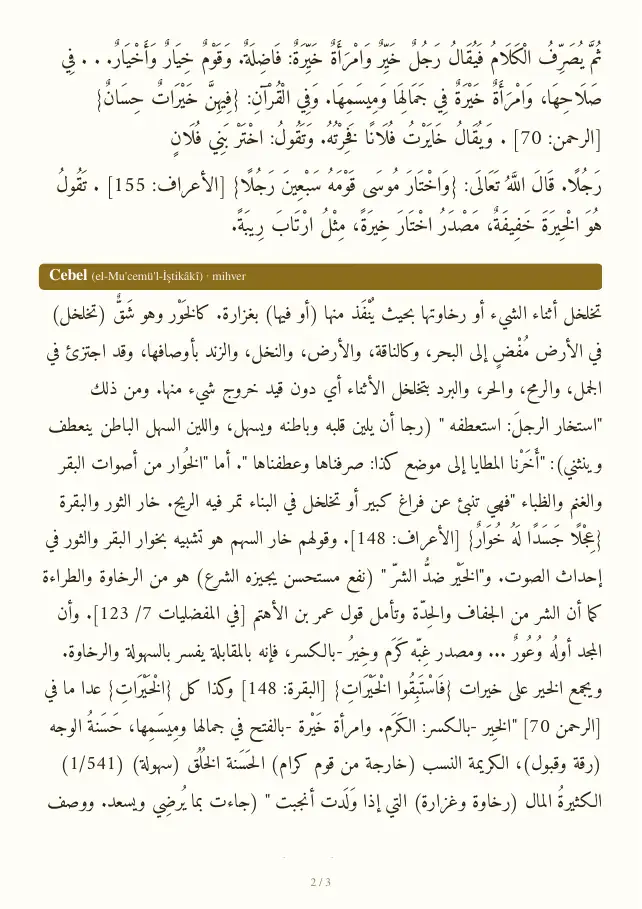 ثُمَّ يُصَرَّفُ الْكَلَامُ فَيُقَالُ رَجُلٌ خَيِّرٌ وَامْرَأَةٌ خَيِّرَةٌ: فَاضِلَةٌ. وَقَوْمٌ خِيَارٌ وَأَخْيَارٌ. . . فِي
صَلَاحِهَا، وَامْرَأَةٌ خَيْرَةٌ فِي جَمَالِهَا وَمِيسَمِهَا. وَفِي الْقُرْآنِ: {فِيهِنَّ خَيْرَاتٌ حِسَانٌ}
[الرحمن: 70] . وَيُقَالُ خَايَرْتُ فُلَانًا فَخِرْتُهُ. وَتَقُولُ: اخْتَرْ بَنِي فُلَانٍ
رَجُلًا. قَالَ اللَّهُ تَعَالَى: {وَاخْتَارَ مُوسَى قَوْمَهُ سَبْعِينَ رَجُلًا} [الأعراف: 155] . تَقُولُ
هُوَ الْخِيرَةَ خَفِيفَةٌ، مَصْدَرُ اخْتَارَ خِيرَةً، مِثْلُ ارْتَابَ رِيبَةً.
Cebel (el-Mu'cemü'l-İştikâkî) · mihver
تخلخل أثناء الشيء أو رخاوتها بحيث يُنْفَذ منها (أو فيها) بغزارة. كالخَوْر وهو شَقٌّ (تخلخل)
في الأرض مُفْضٍ إلى البحر، وكالناقة، والأرض، والنخل، والزند بأوصافها، وقد اجتزئ في
الجمل، والرمح، والحر، والبرد بتخلخل الأثناء أي دون قيد خروج شيء منها. ومن ذلك
"استخار الرجلَ: استعطفه " (رجا أن يلين قلبه وباطنه ويسهل، واللين السهل الباطن ينعطف
وينثني): "أَخَرْنا المطايا إلى موضع كذا: صرفناها وعطفناها ". أما "الخُوار من أصوات البقر
والغنم والظباء "فهي تنبئ عن فراغ كبير أو تخلخل في البناء تمر فيه الريح. خار الثور والبقرة
{عِجْلًا جَسَدًا لَهُ خُوَارٌ} [الأعراف: 148]. وقولهم خار السهم هو تشبيه بخوار البقر والثور في
إحداث الصوت. و"الخَيْر ضدُّ الشرّ " (نفع مستحسن يجيزه الشرع) هو من الرخاوة والطراءة
كما أن الشر من الجفاف والحِدّة وتأمل قول عمر بن الأهتم [في المفضليات 7/ 123]. وأن
المجد أولُه وُعُورٌ ... ومصدر غِبّه كَرَم وخِيرُ -بالكسر، فإنه بالمقابلة يفسر بالسهولة والرخاوة.
ويجمع الخير على خيرات {فَاسْتَبِقُوا الْخَيْرَاتِ} [البقرة: 148] وكذا كل {الْخَيْرَاتِ} عدا ما في
[الرحمن 70] "الخِير -بالكسر: الكَرَم. وامرأة خَيْرة -بالفتح في جمالها ومِيسَمِها، حَسَنةُ الوجه
(رقة وقبول)، الكريمة النسب (خارجة من قوم كرام) الحَسَنة الخُلُق (سهولة) (1/541)
الكثيرةُ المال (رخاوة وغزارة) التي إذا وَلَدت أنجبت " (جاءت بما يُرضِي ويسعد. ووصف
2 / 3